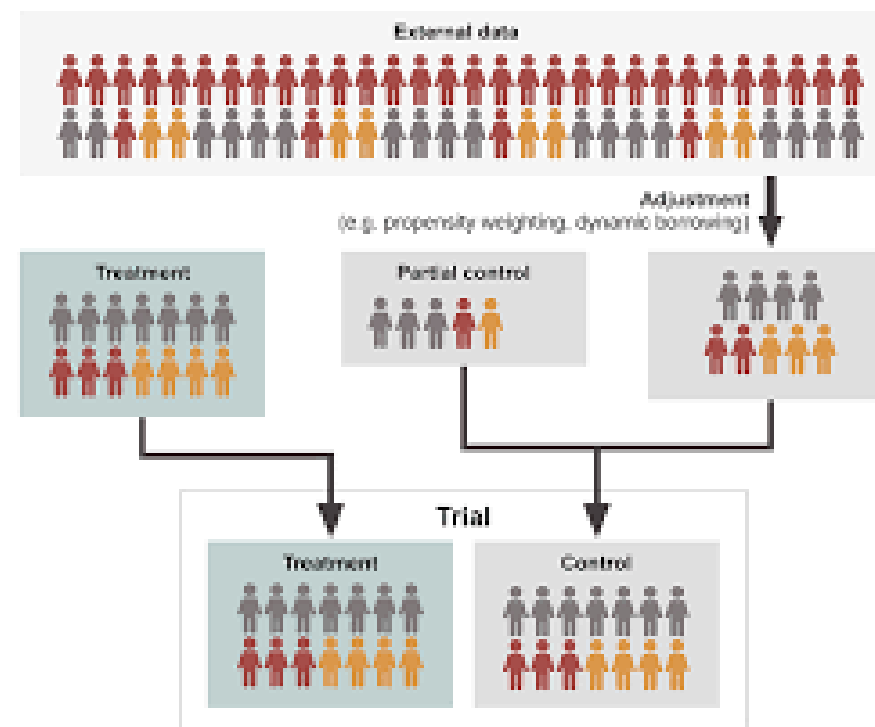 External data
Adjustment
(e.g. propensity weighting, dynamic borrowing)
Treatment
Partial control
Trial
Treatment
Control